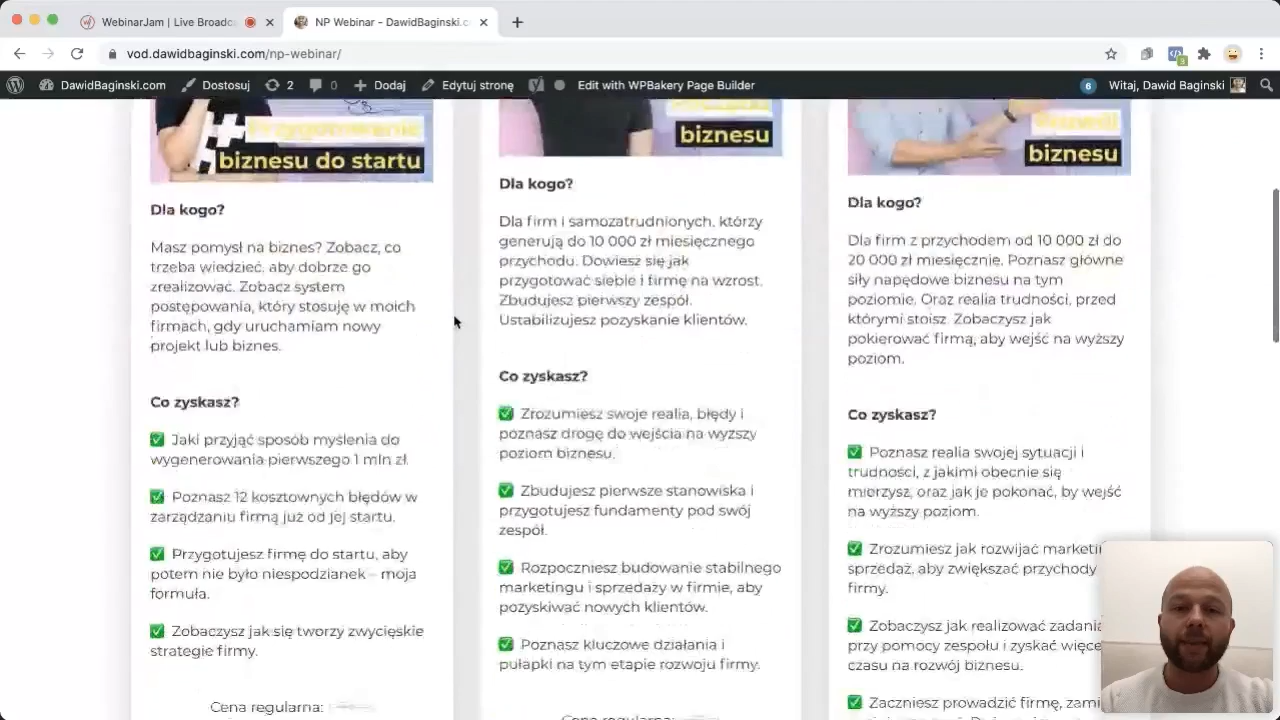 WebinarJam | Live Broadc
NP Webinar - DawidBaginski.c
vod.dawidbaginski.com/np-webinar/
DawidBaginski.com
Dostosuj
2
0
Dodaj
Edytuj stronę
Edit with WPBakery Page Builder
6
Witaj, Dawid Baginski
#Przygotowanie
biznesu do startu
Dla kogo?
Masz pomysł na biznes? Zobacz, co
trzeba wiedzieć, aby dobrze go
zrealizować. Zobacz system
postępowania, który stosuję w moich
firmach, gdy uruchamiam nowy
projekt lub biznes.
Co zyskasz?
Jaki przyjąć sposób myślenia do
wygenerowania pierwszego 1 mln zł.
Poznasz 12 kosztownych błędów w
zarządzaniu firmą już od jej startu.
Przygotujesz firmę do startu, aby
potem nie było niespodzianek – moja
formuła.
Zobaczysz jak się tworzy zwycięskie
strategie firmy.
Cena regularna:
biznesu
Dla kogo?
Dla firm i samozatrudnionych, którzy
generują do 10 000 zł miesięcznego
przychodu. Dowiesz się jak
przygotować siebie i firmę na wzrost.
Zbudujesz pierwszy zespół.
Ustabilizujesz pozyskanie klientów.
Co zyskasz?
Zrozumiesz swoje realia, błędy i
poznasz drogę do wejścia na wyższy
poziom biznesu.
Zbudujesz pierwsze stanowiska i
przygotujesz fundamenty pod swój
zespół.
Rozpoczniesz budowanie stabilnego
marketingu i sprzedaży w firmie, aby
pozyskiwać nowych klientów.
Poznasz kluczowe działania i
pułapki na tym etapie rozwoju firmy.
Cena regularna:
biznesu
Dla kogo?
Dla firm z przychodem od 10 000 zł do
20 000 zł miesięcznie. Poznasz główne
siły napędowe biznesu na tym
poziomie. Oraz realia trudności, przed
którymi stoisz. Zobaczysz jak
pokierować firmą, aby wejść na wyższy
poziom.
Co zyskasz?
Poznasz realia swojej sytuacji i
trudności, z jakimi obecnie się
mierzysz, oraz jak je pokonać, by wejść
na wyższy poziom.
Zrozumiesz jak rozwijać marketi
sprzedaż, aby zwiększać przychody
firmy.
Zobaczysz jak realizować zadania
przy pomocy zespołu i zyskać więce
czasu na rozwój biznesu.
Zaczniesz prowadzić firmę, zami